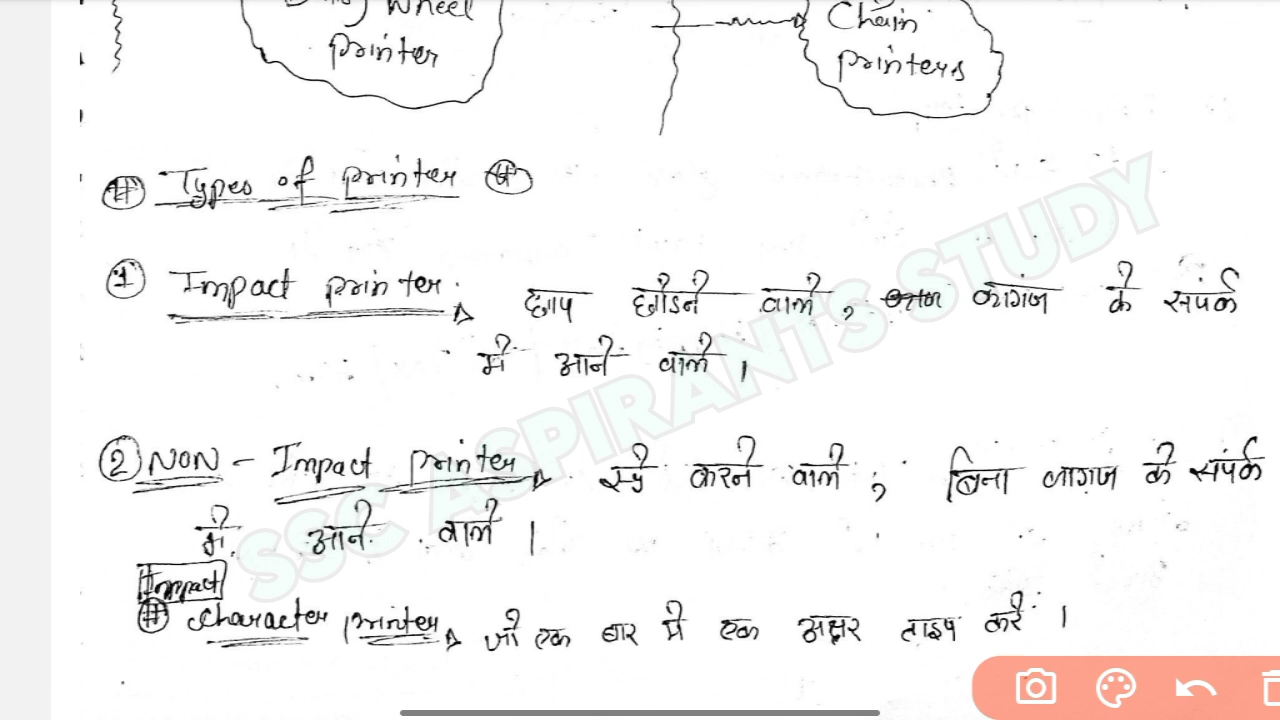 Wheel
printer
Chain
printers
# Types of printer
① Impact printer छाप छोडने वाले, कागज के संपर्क
में आने वाले।
② NON - Impact printer स्प्रे करने वाले, बिना कागज के संपर्क
में आने वाले।
Impact
# Character printer जो एक बार में एक अक्षर टाइप करें।
SSC ASPIRANTS STUDY